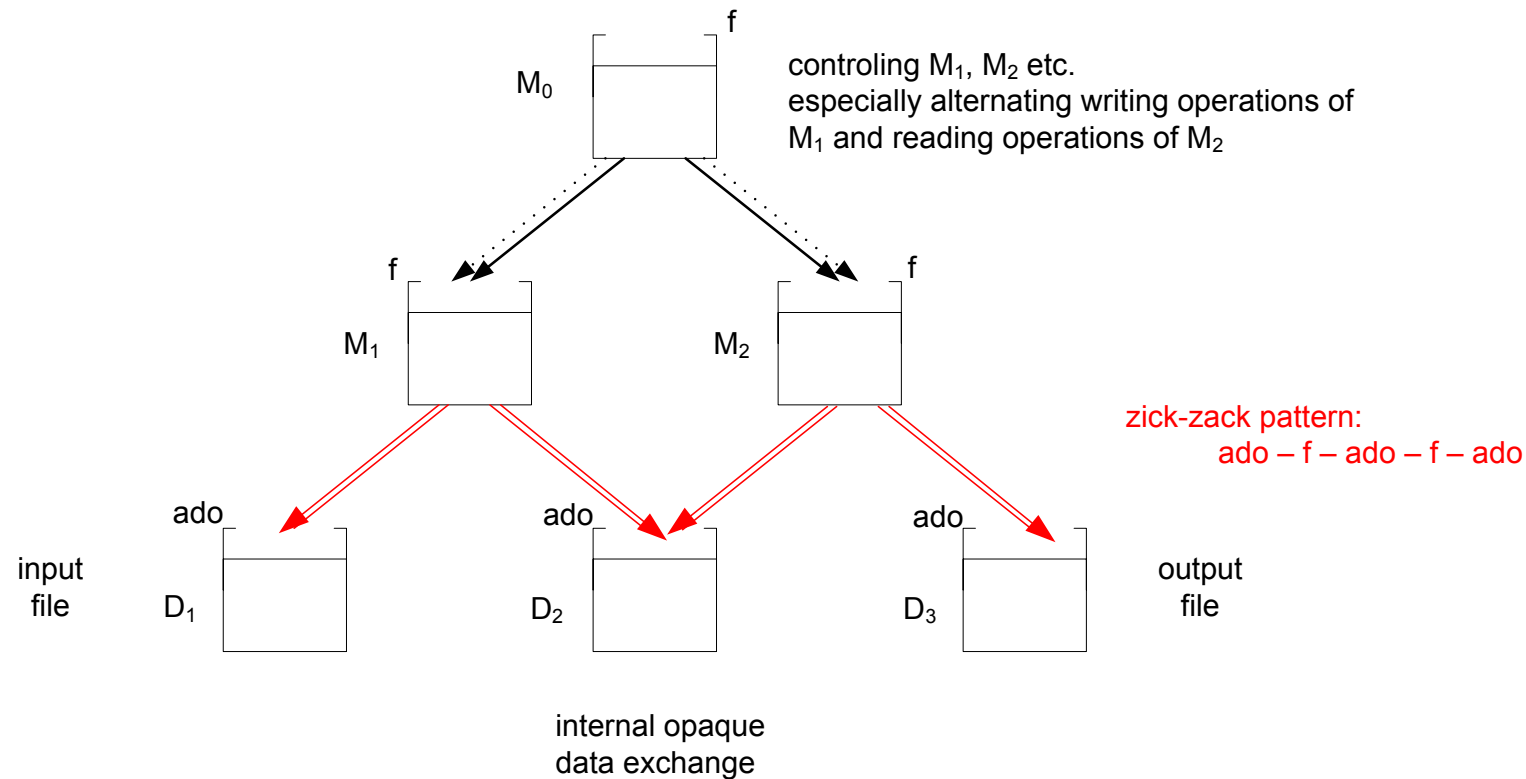 f
M₀
controling M₁, M₂ etc.
especially alternating writing operations of
M₁ and reading operations of M₂
f
M₁
f
M₂
zick-zack pattern:
ado – f – ado – f – ado
ado
ado
ado
input
file
D₁
D₂
D₃
output
file
internal opaque
data exchange